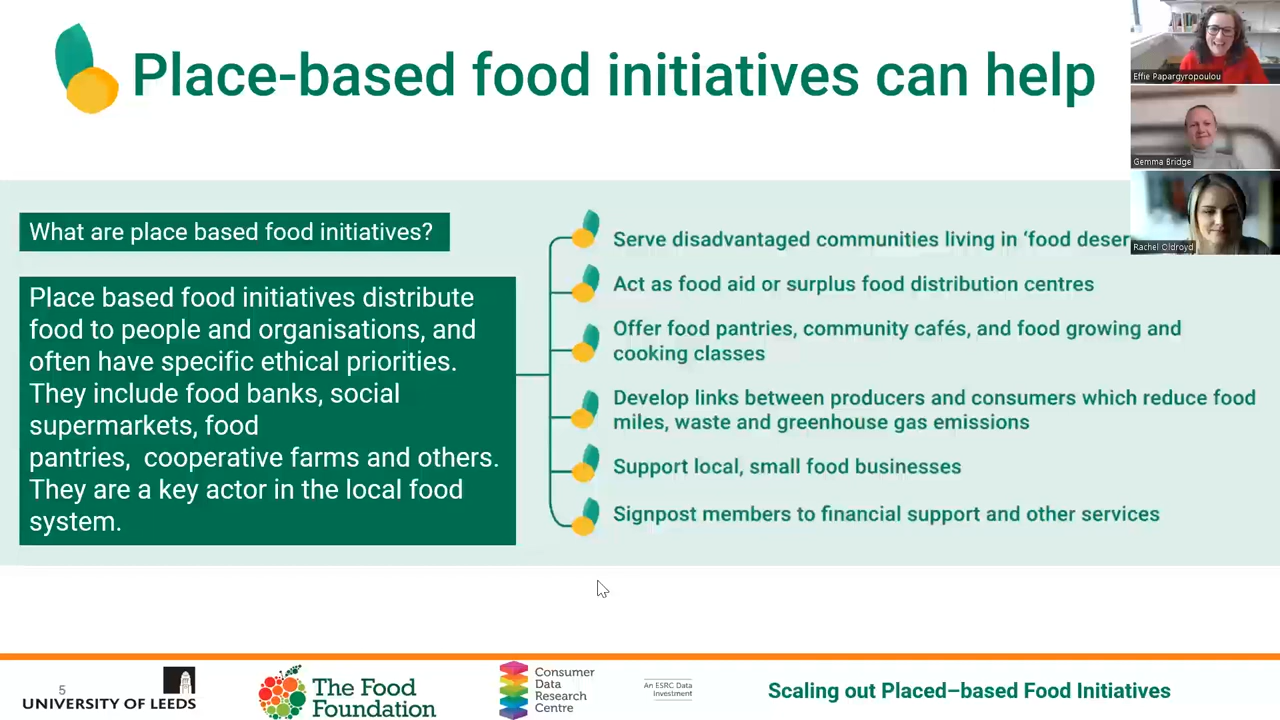 Place-based food initiatives can help
Effie Papargyropoulou
Gemma Bridge
Rachel Oldroyd
What are place based food initiatives?
Place based food initiatives distribute
food to people and organisations, and
often have specific ethical priorities.
They include food banks, social
supermarkets, food
pantries, cooperative farms and others.
They are a key actor in the local food
system.
Serve disadvantaged communities living in ‘food deser
Act as food aid or surplus food distribution centres
Offer food pantries, community cafés, and food growing and
cooking classes
Develop links between producers and consumers which reduce food
miles, waste and greenhouse gas emissions
Support local, small food businesses
Signpost members to financial support and other services
5
UNIVERSITY OF LEEDS
The Food
Foundation
Consumer
Data
Research
Centre
An ESRC Data
Investment
Scaling out Placed–based Food Initiatives